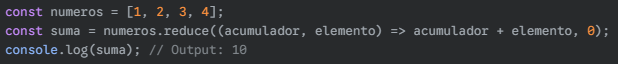 const numeros = [1, 2, 3, 4];
const suma = numeros.reduce((acumulador, elemento) => acumulador + elemento, 0);
console.log(suma); // Output: 10